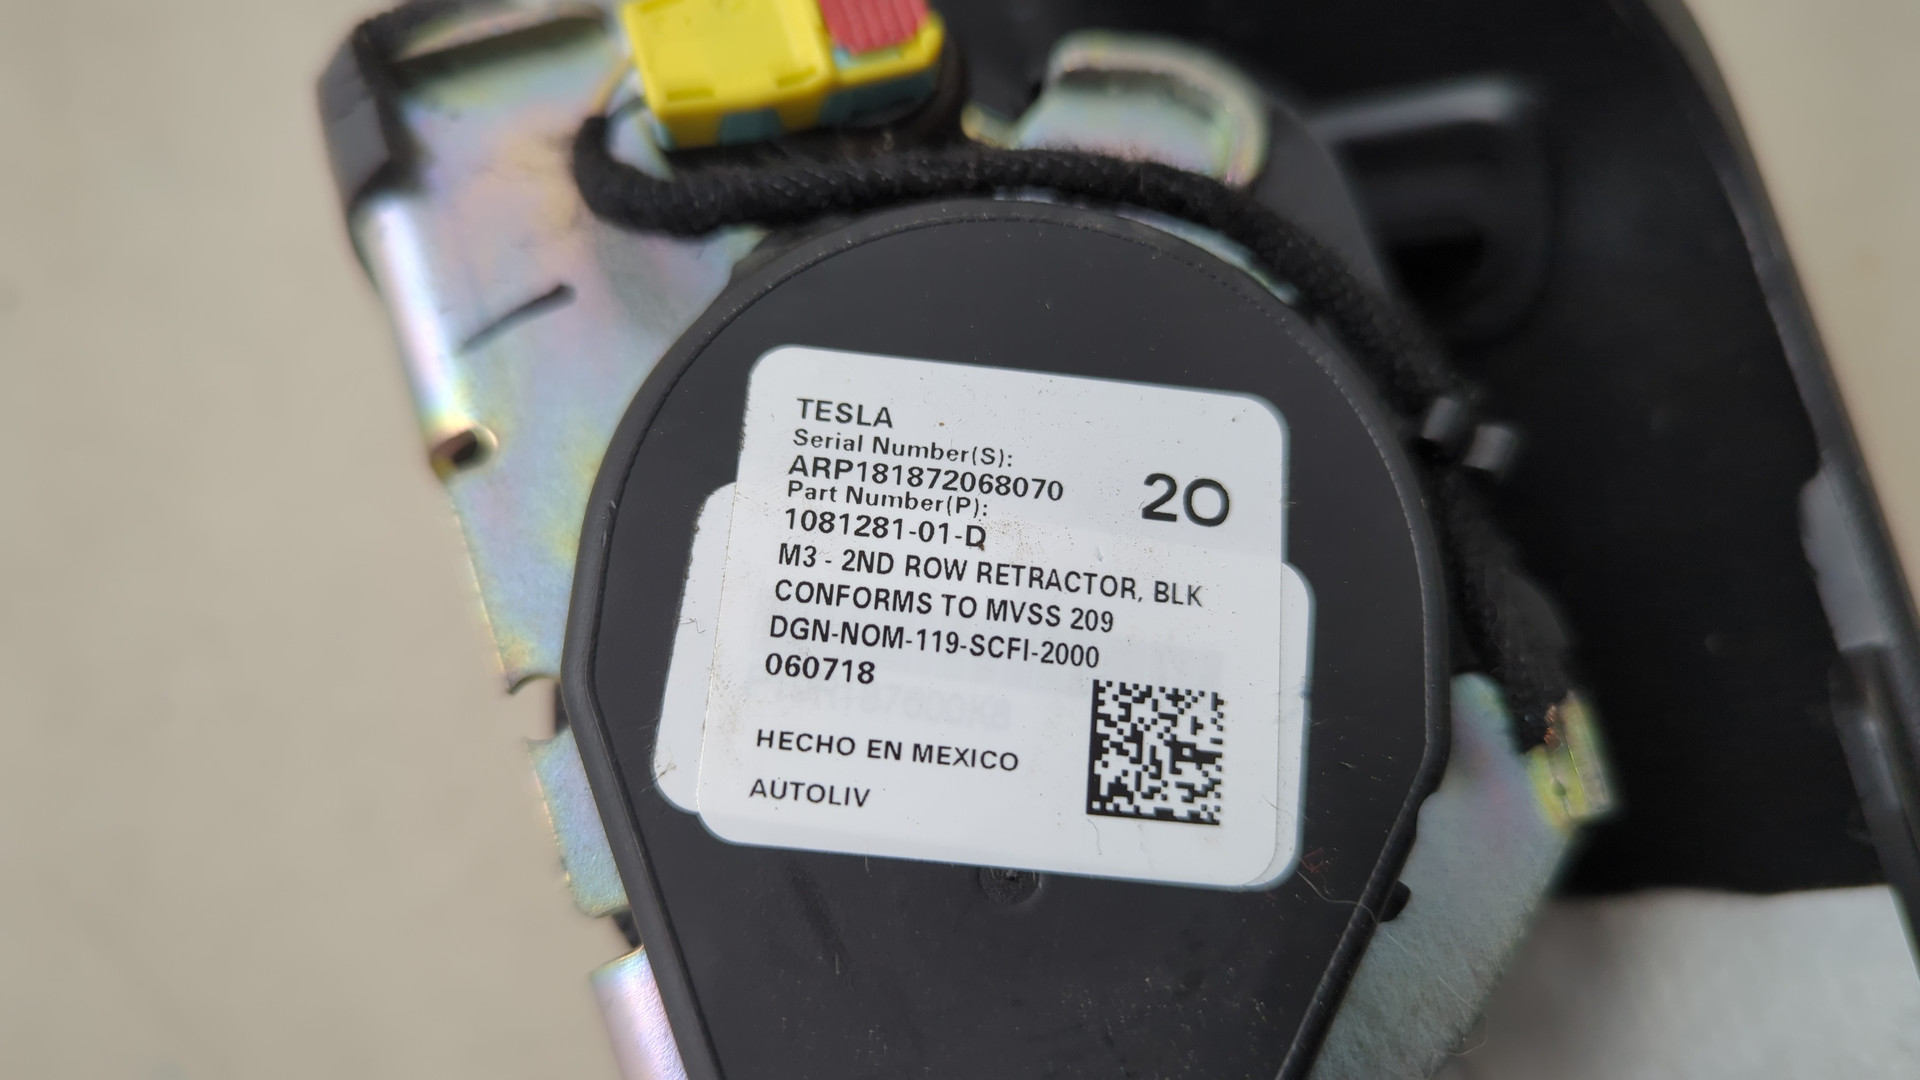 TESLA
Serial Number(S):
ARP181872068070
20
Part Number(P):
1081281-01-D
M3 - 2ND ROW RETRACTOR, BLK
CONFORMS TO MVSS 209
DGN-NOM-119-SCFI-2000
060718
HECHO EN MEXICO
AUTOLIV